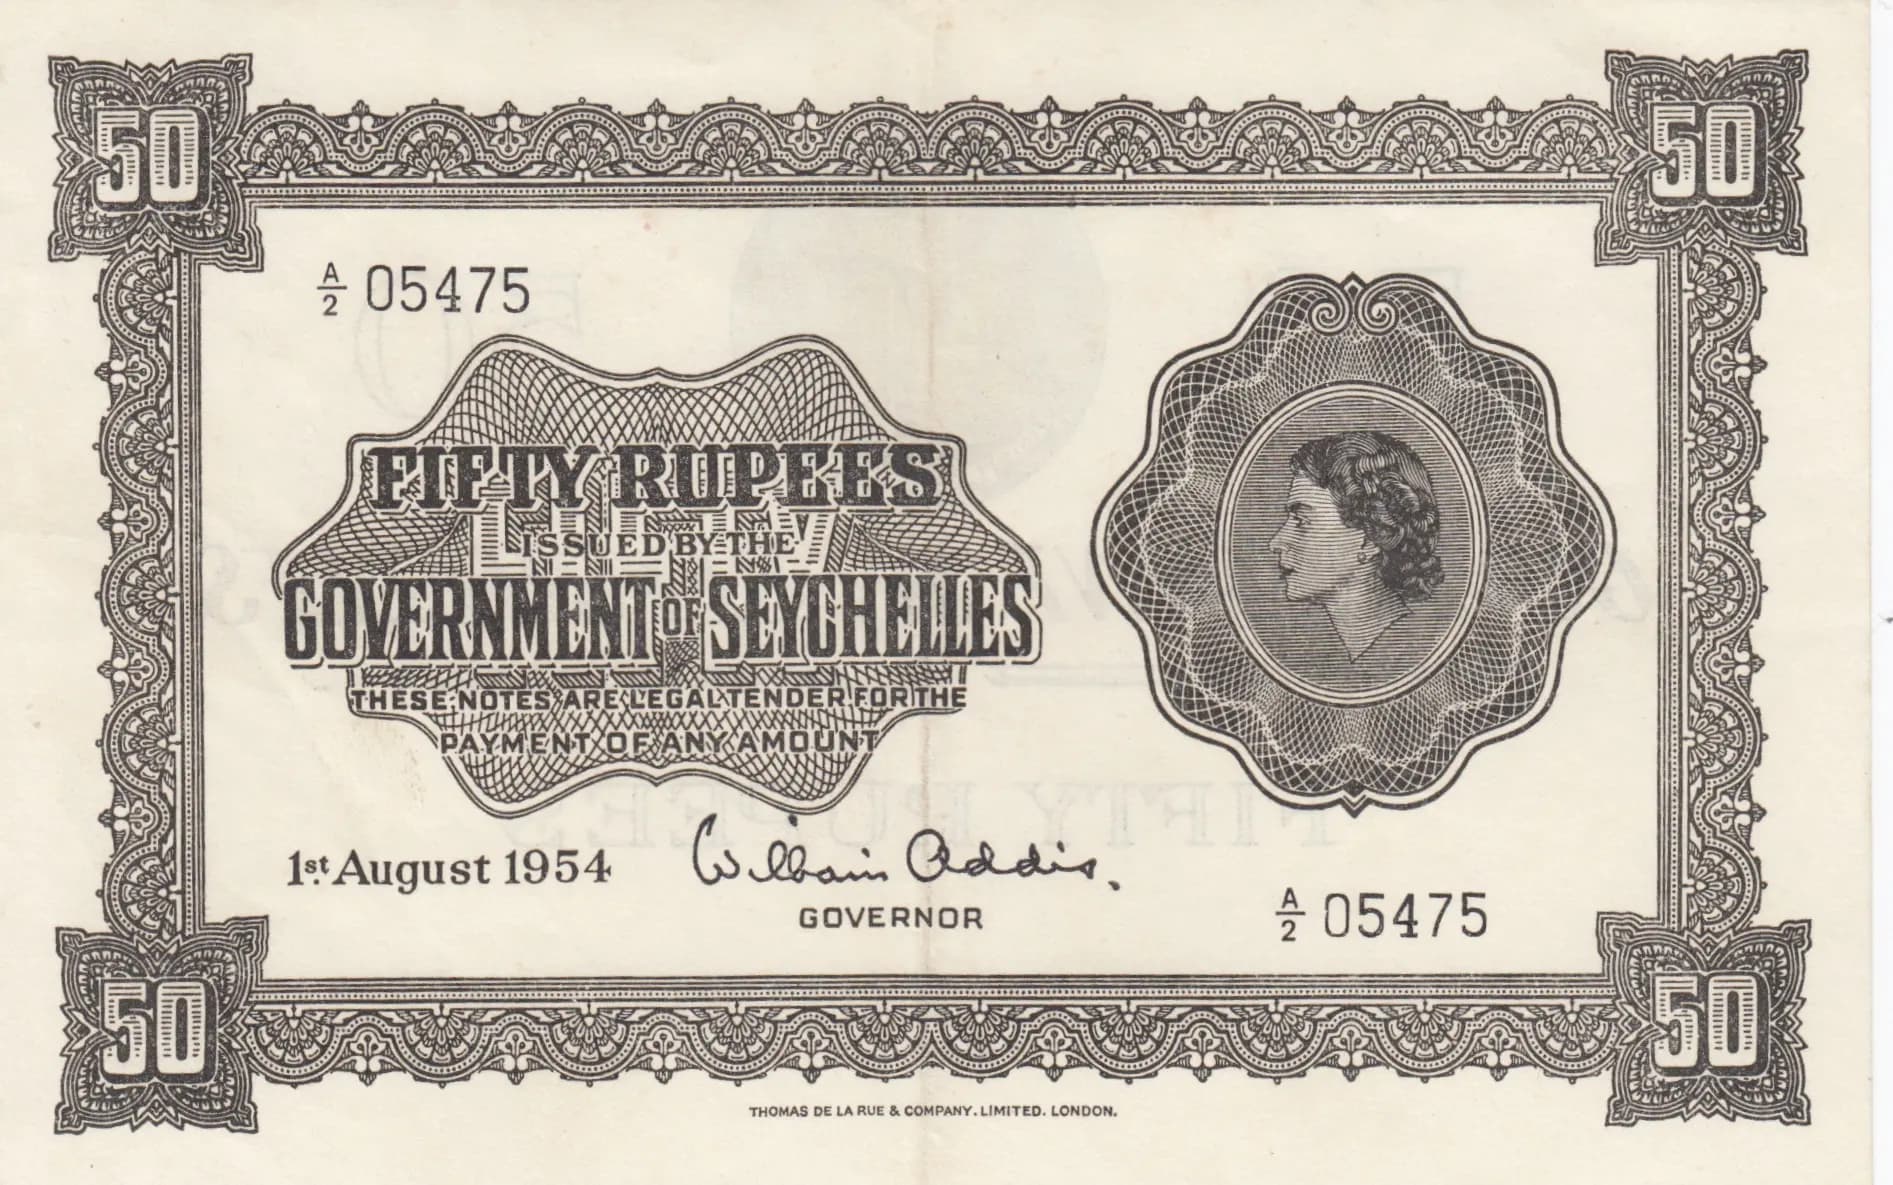 50
50
A/2 05475
FIFTY RUPEES
ISSUED BY THE
GOVERNMENT OF SEYCHELLES
THESE NOTES ARE LEGAL TENDER FOR THE
PAYMENT OF ANY AMOUNT
1st. August 1954
William Addis.
GOVERNOR
A/2 05475
50
50
THOMAS DE LA RUE & COMPANY, LIMITED. LONDON.